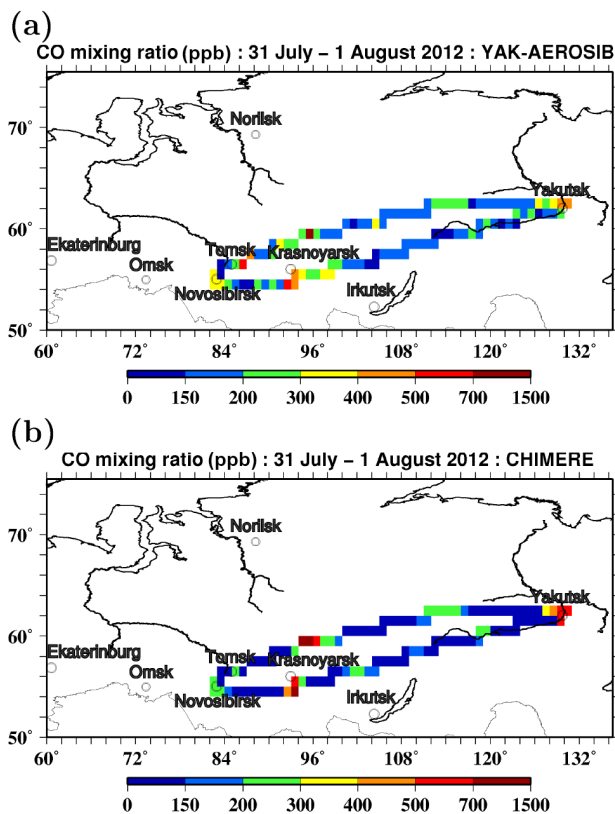 (a)
CO mixing ratio (ppb) : 31 July – 1 August 2012 : YAK-AEROSIB
70°
60°
50°
Norilsk
Yakutsk
Ekaterinburg
Omsk
Tomsk
Krasnoyarsk
Novosibirsk
Irkutsk
60° 72° 84° 96° 108° 120° 132°
0 150 200 300 400 500 700 1500
(b)
CO mixing ratio (ppb) : 31 July – 1 August 2012 : CHIMERE
70°
60°
50°
Norilsk
Yakutsk
Ekaterinburg
Omsk
Tomsk
Krasnoyarsk
Novosibirsk
Irkutsk
60° 72° 84° 96° 108° 120° 132°
0 150 200 300 400 500 700 1500